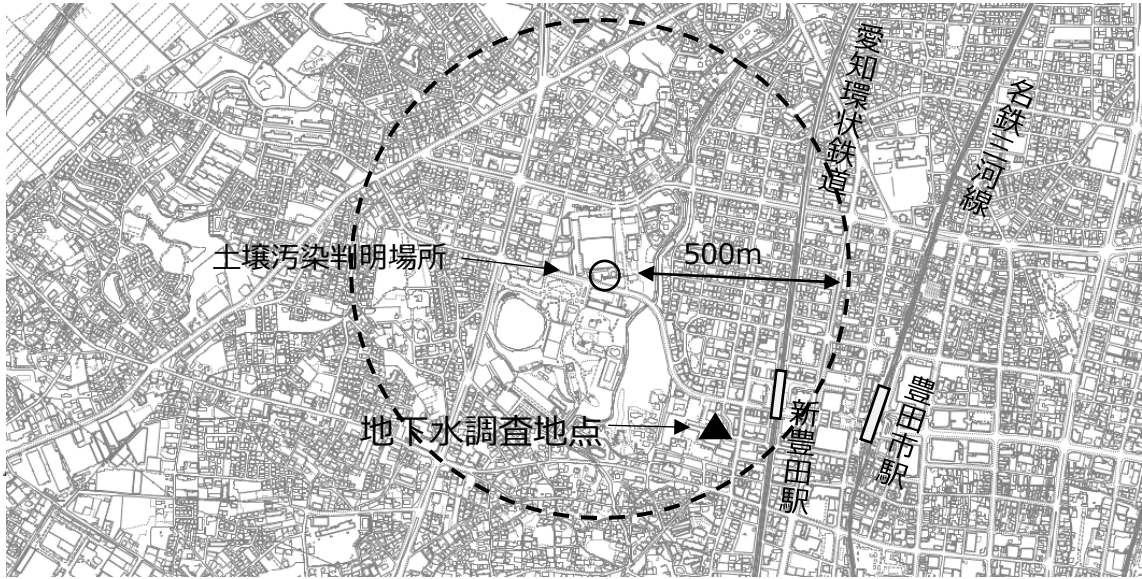 愛知環状鉄道
名鉄三河線
土壌汚染判明場所
500m
地下水調査地点
新豊田駅
豊田市駅